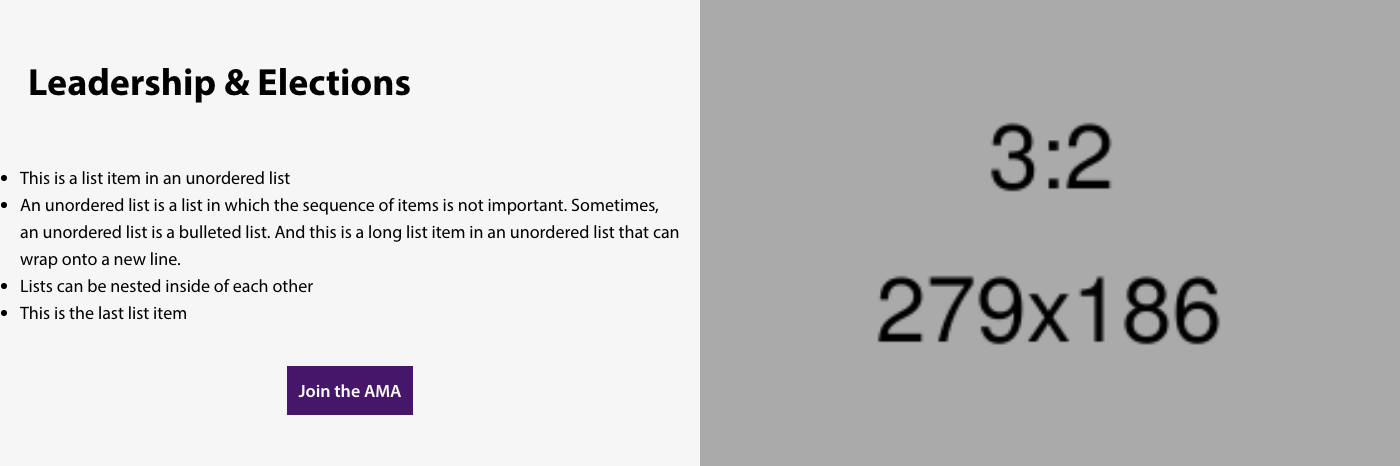 Leadership & Elections
This is a list item in an unordered list
An unordered list is a list in which the sequence of items is not important. Sometimes,
an unordered list is a bulleted list. And this is a long list item in an unordered list that can
wrap onto a new line.
Lists can be nested inside of each other
This is the last list item
Join the AMA
3:2
279x186